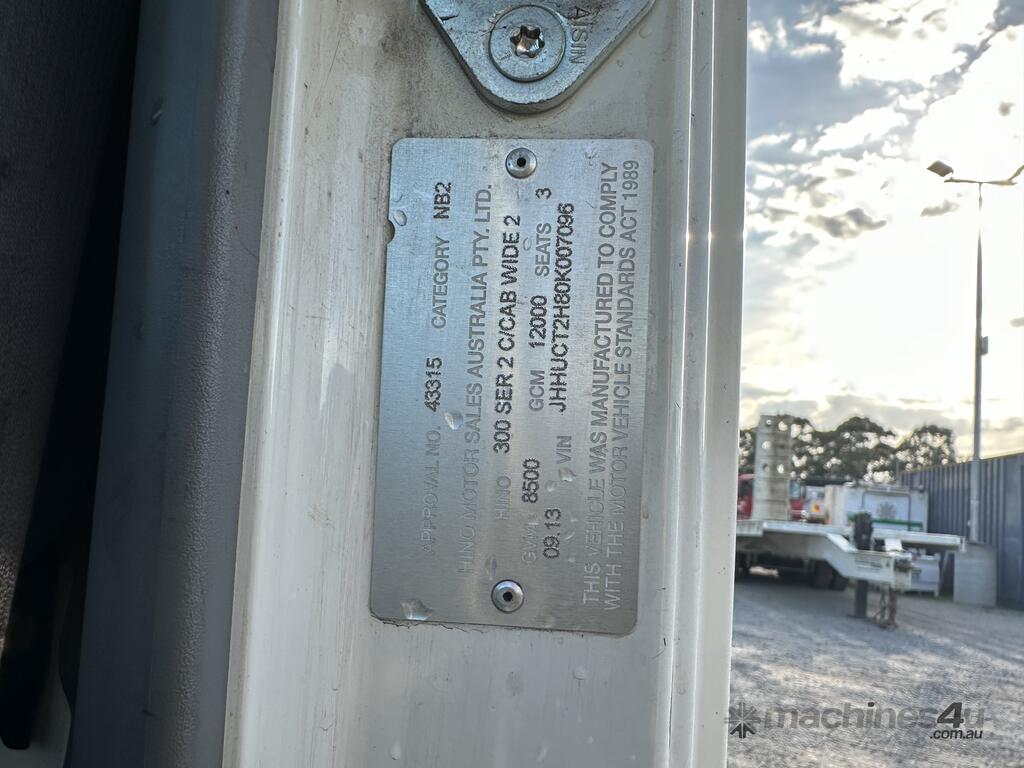 AISIN
APPROVAL NO. 43315 CATEGORY NB2
HINO MOTOR SALES AUSTRALIA PTY. LTD.
HINO 300 SER 2 C/CAB WIDE 2
GVM 8500 GCM 12000 SEATS 3
09.13 VIN JHHUCT2H80K007096
THIS VEHICLE WAS MANUFACTURED TO COMPLY
WITH THE MOTOR VEHICLE STANDARDS ACT 1989
machines4u
.com.au